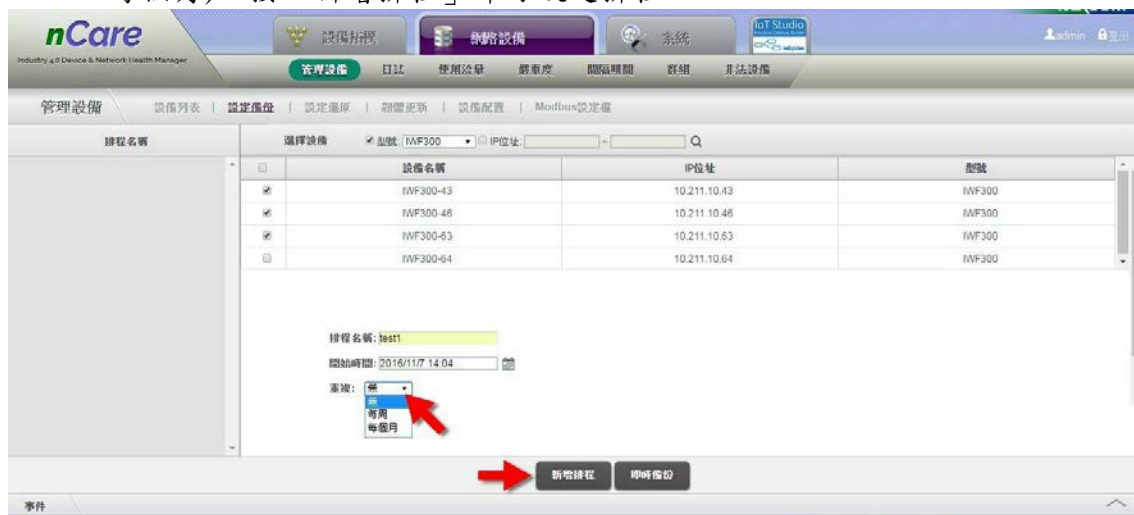 nCare
Industry 4.0 Device & Network Health Manager
網路設備
系統
IoT Studio
admin
登出
管理設備
日誌
使用流量
嚴重度
間隔期間
群組
非法設備
管理設備
設備列表 | 設定備份 | 設定還原 | 韌體更新 | 設備配置 | Modbus設定檔
排程名稱
選擇設備 型號: IWF300 IP位址: ~
設備名稱 IP位址 型號
IWF300-43 10.211.10.43 IWF300
IWF300-46 10.211.10.46 IWF300
IWF300-63 10.211.10.63 IWF300
IWF300-64 10.211.10.64 IWF300
排程名稱: test1
開始時間: 2016/11/7 14:04
重複: 無
無
每周
每個月
新增排程 即時備份
事件